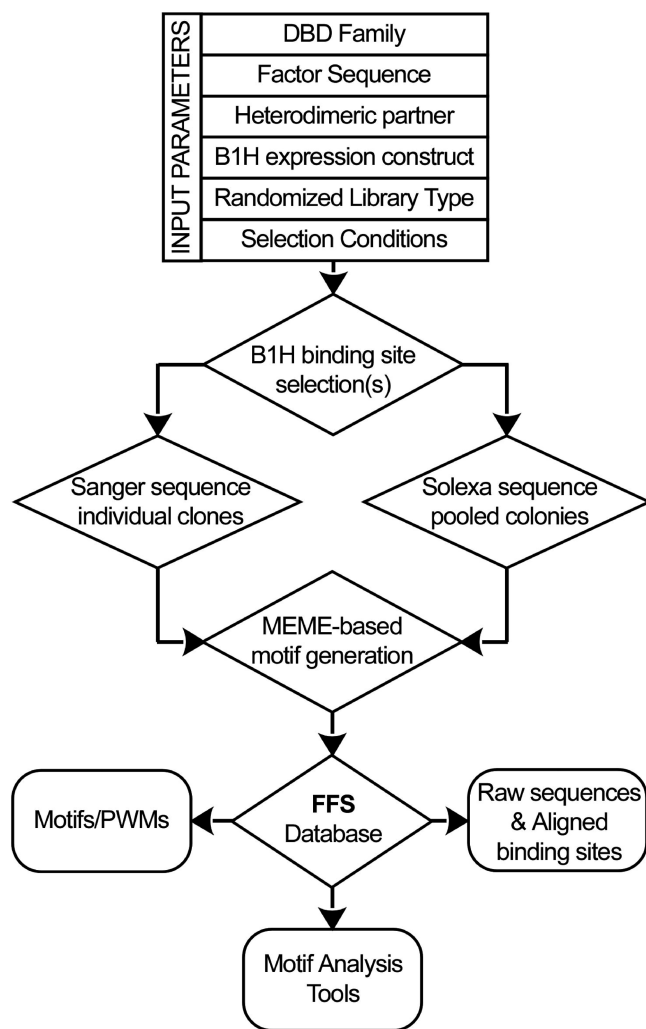 INPUT PARAMETERS
DBD Family
Factor Sequence
Heterodimeric partner
B1H expression construct
Randomized Library Type
Selection Conditions
B1H binding site
selection(s)
Sanger sequence
individual clones
Solexa sequence
pooled colonies
MEME-based
motif generation
FFS
Database
Motifs/PWMs
Raw sequences
& Aligned
binding sites
Motif Analysis
Tools